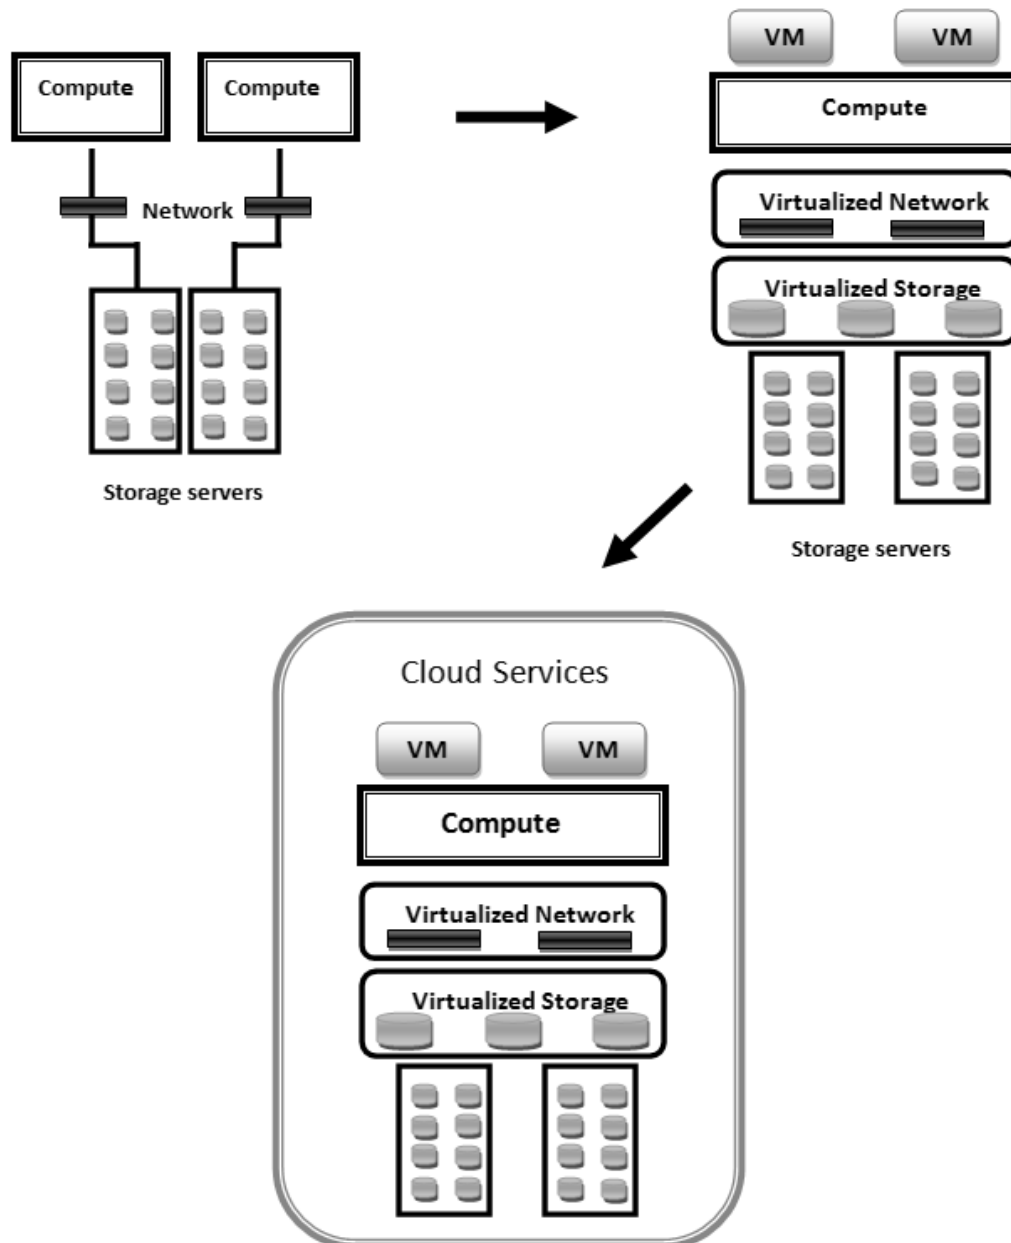 Compute
Compute
Network
Storage servers
VM
VM
Compute
Virtualized Network
Virtualized Storage
Storage servers
Cloud Services
VM
VM
Compute
Virtualized Network
Virtualized Storage